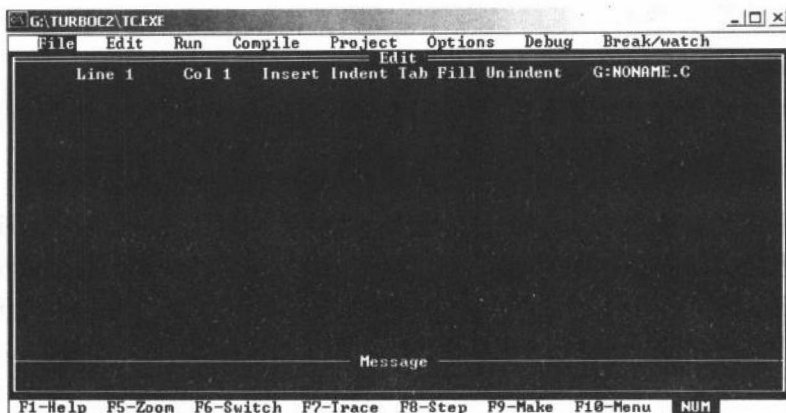 G:\TURBOC2\TC.EXE
File Edit Run Compile Project Options Debug Break/watch
Edit
Line 1 Col 1 Insert Indent Tab Fill Unindent G:NONAME.C
Message
F1-Help F5-Zoom F6-Switch F7-Trace F8-Step F9-Make F10-Menu NUM